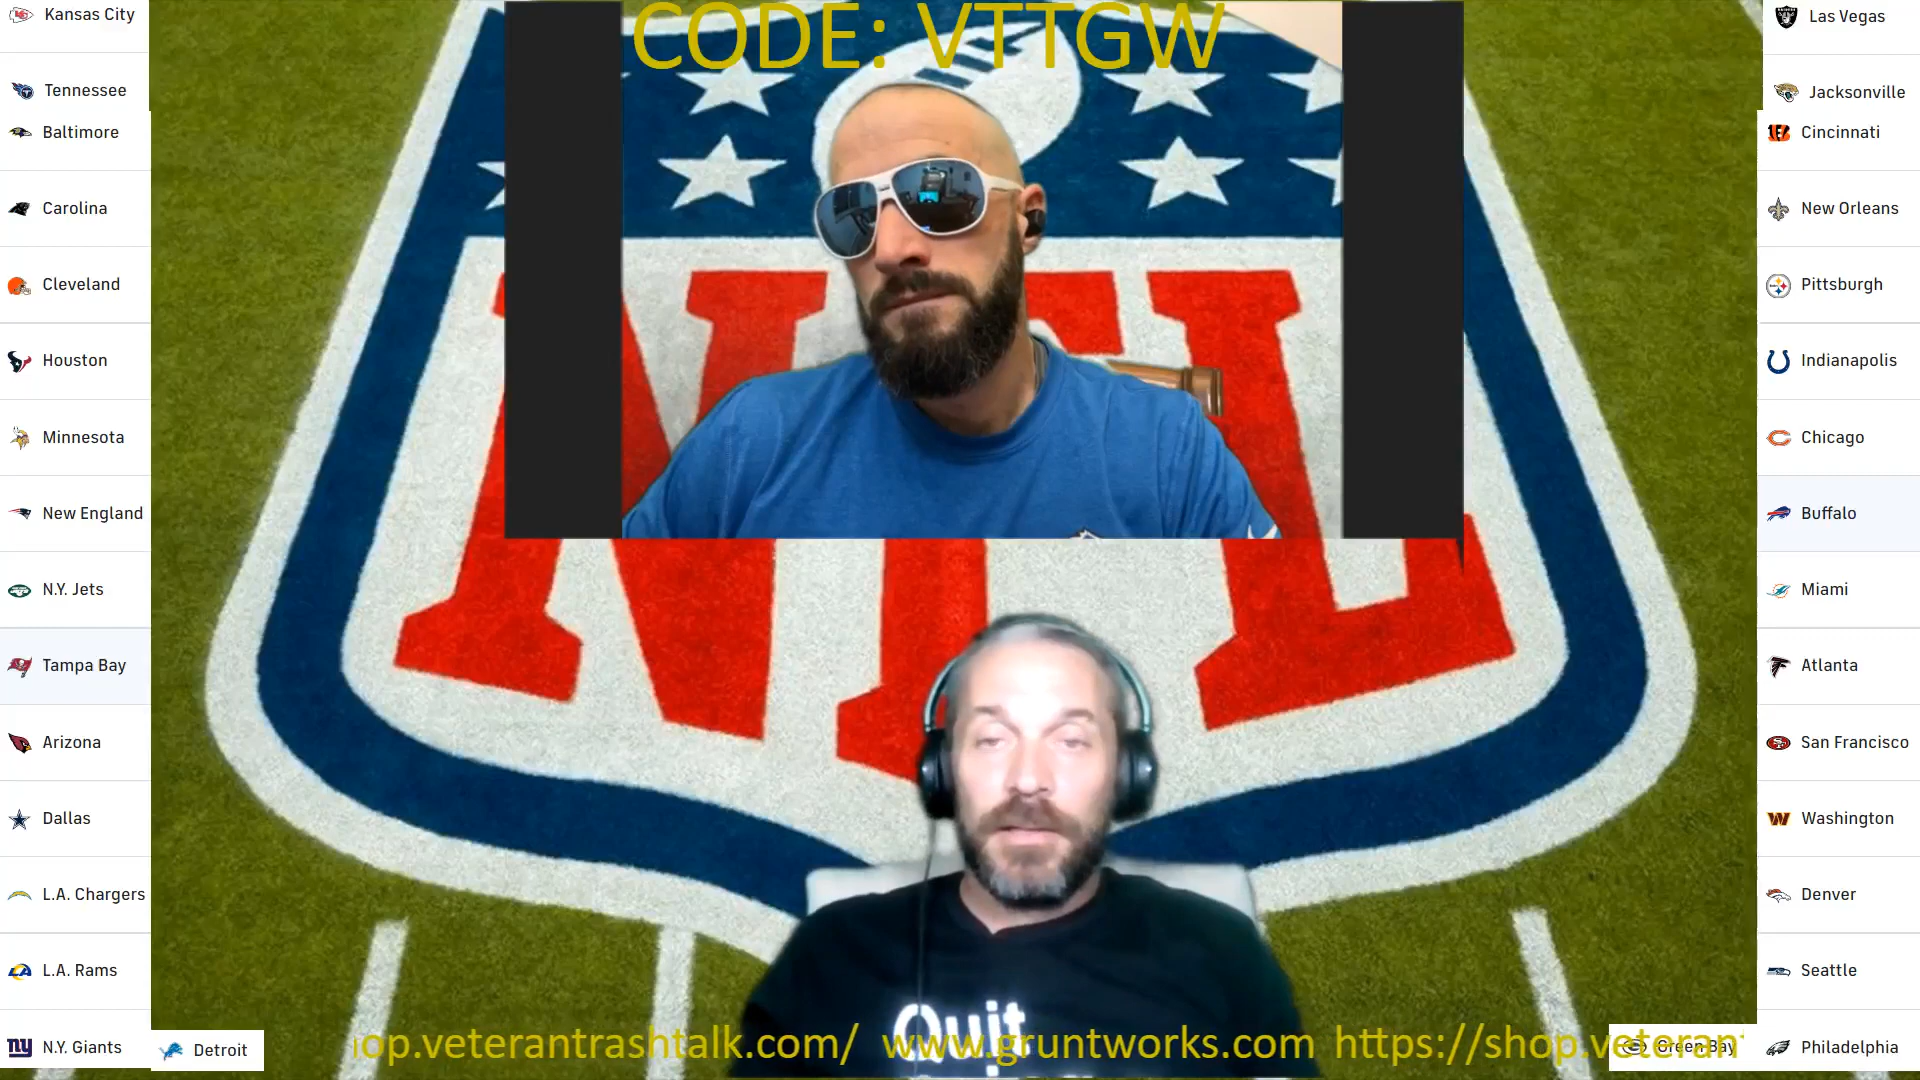 CODE: VTTGW
Kansas City
Tennessee
Baltimore
Carolina
Cleveland
Houston
Minnesota
New England
N.Y. Jets
Tampa Bay
Arizona
Dallas
L.A. Chargers
L.A. Rams
N.Y. Giants
Detroit
NFL
Las Vegas
Jacksonville
Cincinnati
New Orleans
Pittsburgh
Indianapolis
Chicago
Buffalo
Miami
Atlanta
San Francisco
Washington
Denver
Seattle
Green Bay
Philadelphia
Quit
op.veterantrashtalk.com/ www.gruntworks.com https://shop.veteran